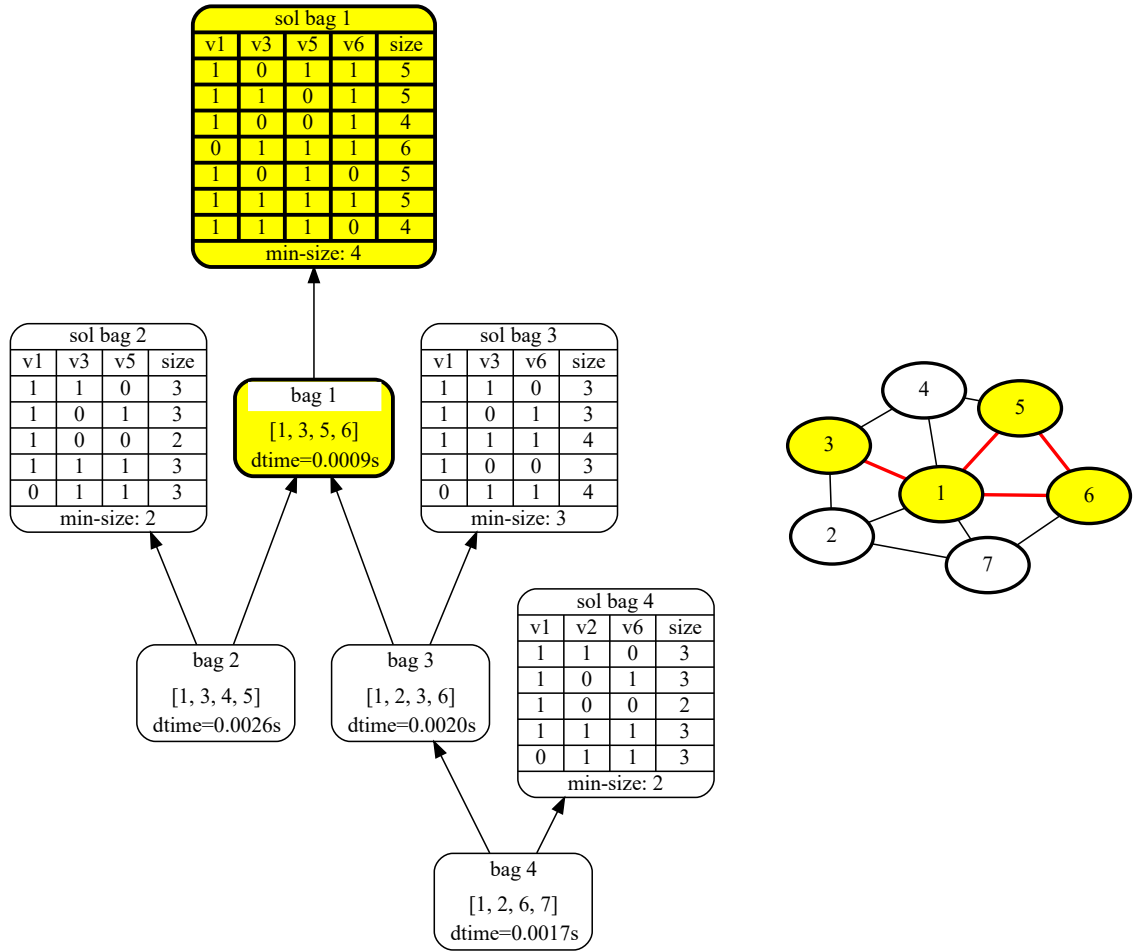 sol bag 1
v1 v3 v5 v6 size
1 0 1 1 5
1 1 0 1 5
1 0 0 1 4
0 1 1 1 6
1 0 1 0 5
1 1 1 1 5
1 1 1 0 4
min-size: 4
sol bag 2
v1 v3 v5 size
1 1 0 3
1 0 1 3
1 0 0 2
1 1 1 3
0 1 1 3
min-size: 2
bag 1
[1, 3, 5, 6]
dtime=0.0009s
sol bag 3
v1 v3 v6 size
1 1 0 3
1 0 1 3
1 1 1 4
1 0 0 3
0 1 1 4
min-size: 3
bag 2
[1, 3, 4, 5]
dtime=0.0026s
bag 3
[1, 2, 3, 6]
dtime=0.0020s
sol bag 4
v1 v2 v6 size
1 1 0 3
1 0 1 3
1 0 0 2
1 1 1 3
0 1 1 3
min-size: 2
bag 4
[1, 2, 6, 7]
dtime=0.0017s
4
5
3
1
6
2
7